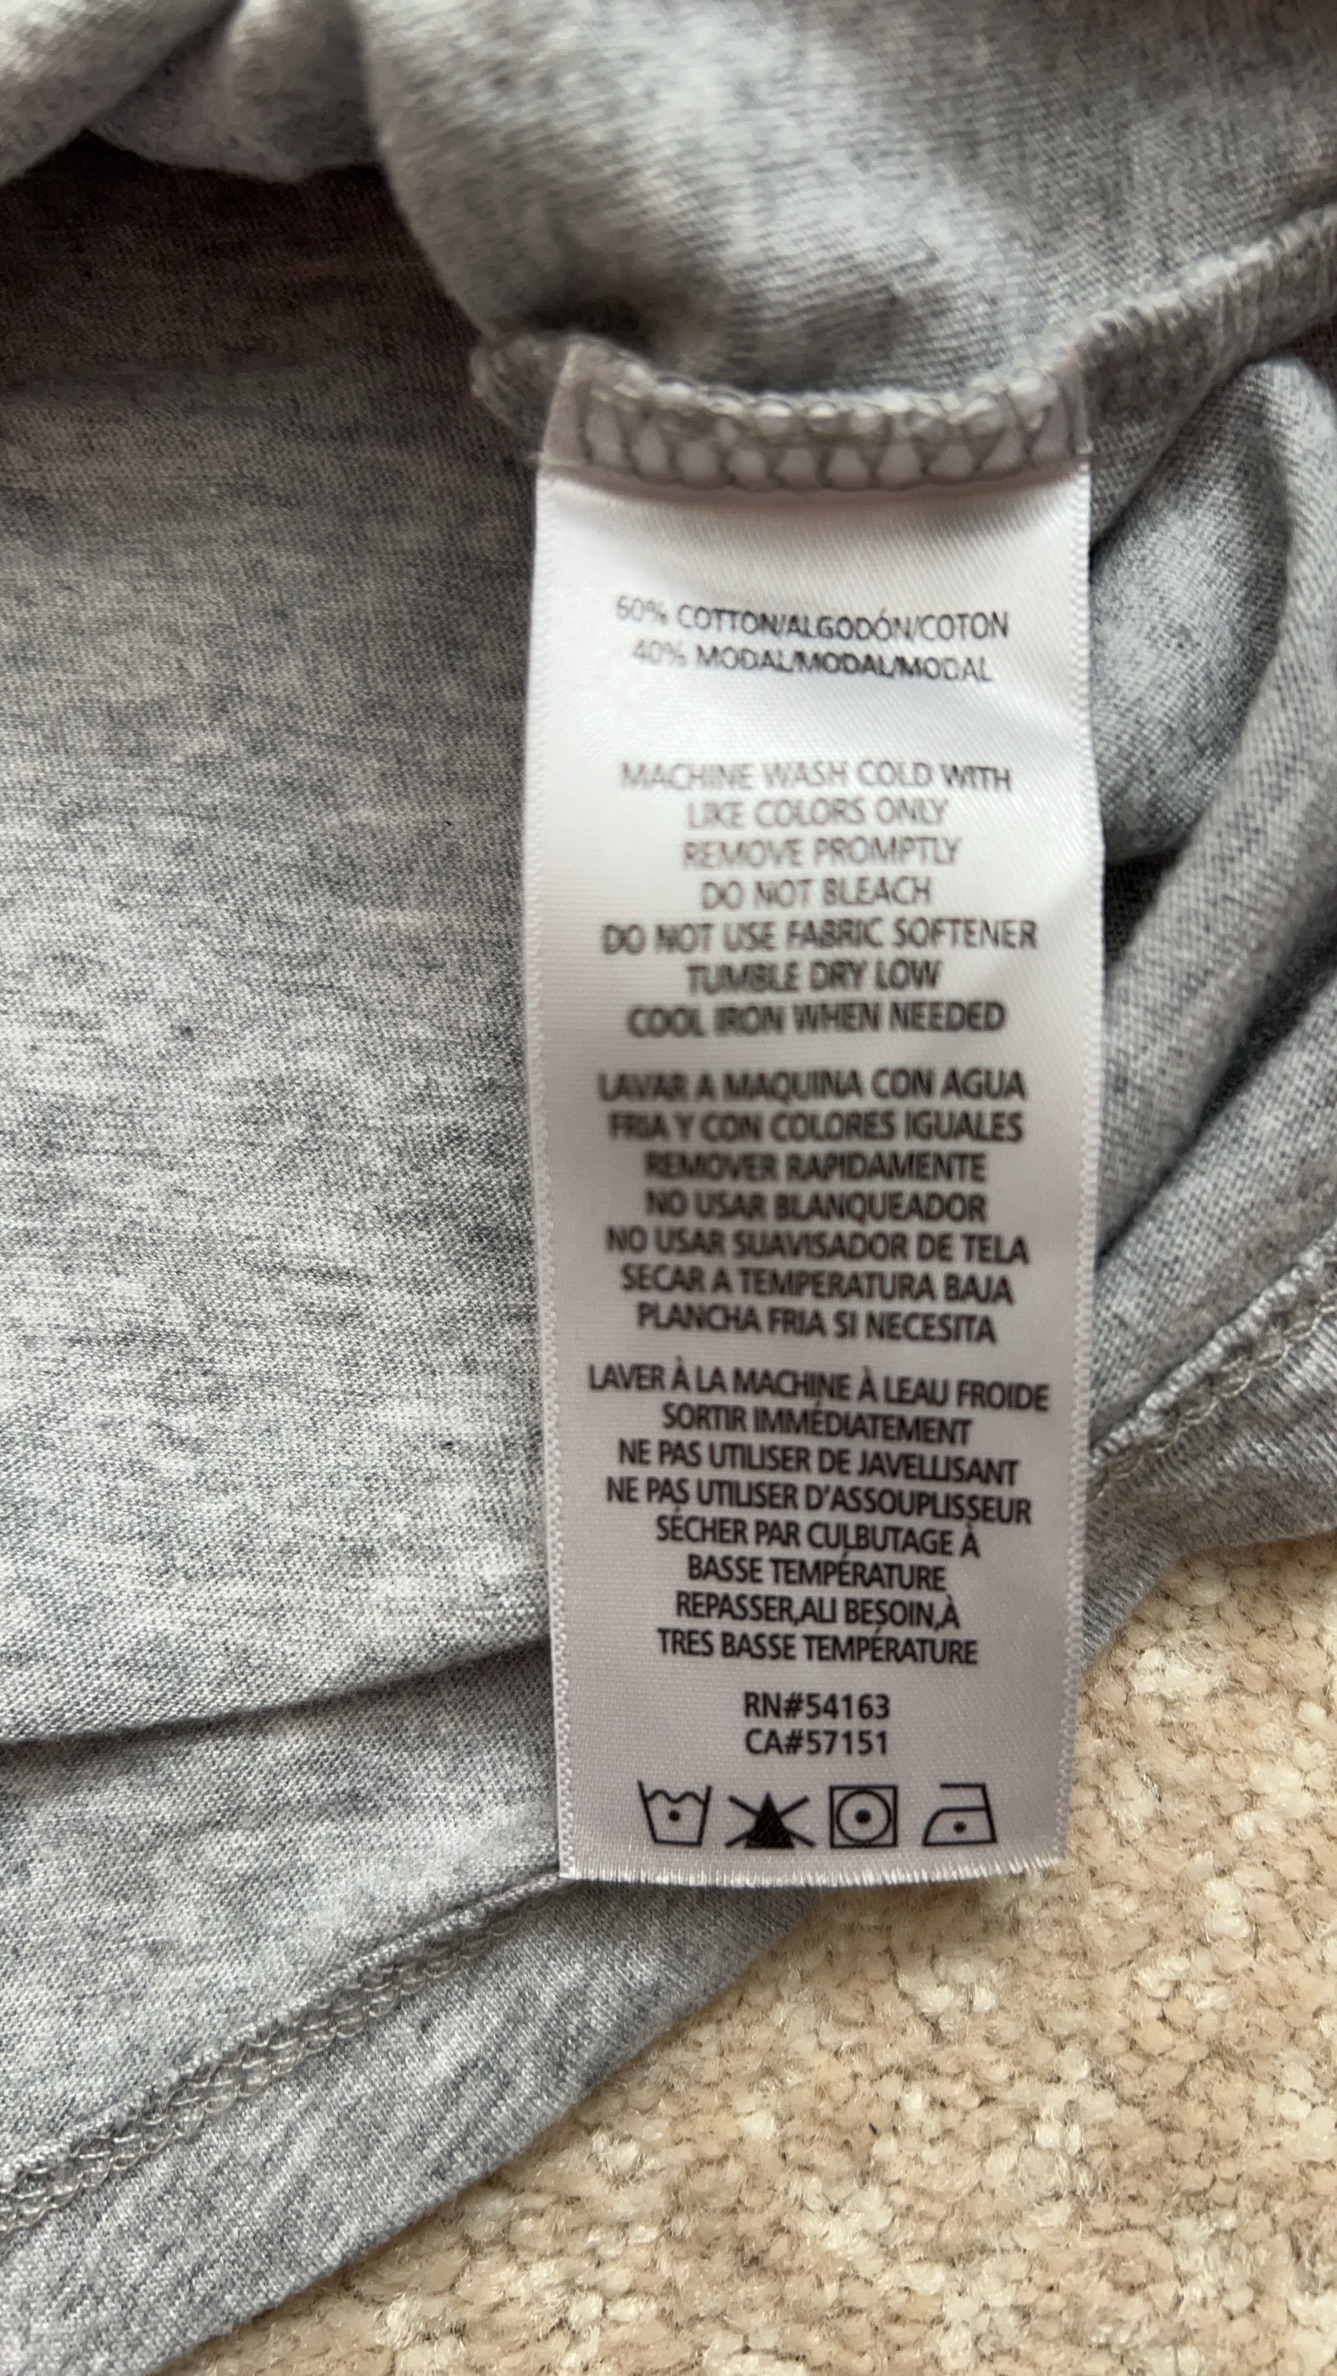 60% COTTON/ALGODÓN/COTON
40% MODAL/MODAL/MODAL
MACHINE WASH COLD WITH
LIKE COLORS ONLY
REMOVE PROMPTLY
DO NOT BLEACH
DO NOT USE FABRIC SOFTENER
TUMBLE DRY LOW
COOL IRON WHEN NEEDED
LAVAR A MAQUINA CON AGUA
FRIA Y CON COLORES IGUALES
REMOVER RAPIDAMENTE
NO USAR BLANQUEADOR
NO USAR SUAVISADOR DE TELA
SECAR A TEMPERATURA BAJA
PLANCHA FRIA SI NECESITA
LAVER À LA MACHINE À LEAU FROIDE
SORTIR IMMÉDIATEMENT
NE PAS UTILISER DE JAVELLISANT
NE PAS UTILISER D'ASSOUPLISSEUR
SÉCHER PAR CULBUTAGE À
BASSE TEMPÉRATURE
REPASSER,ALI BESOIN,À
TRES BASSE TEMPÉRATURE
RN#54163
CA#57151